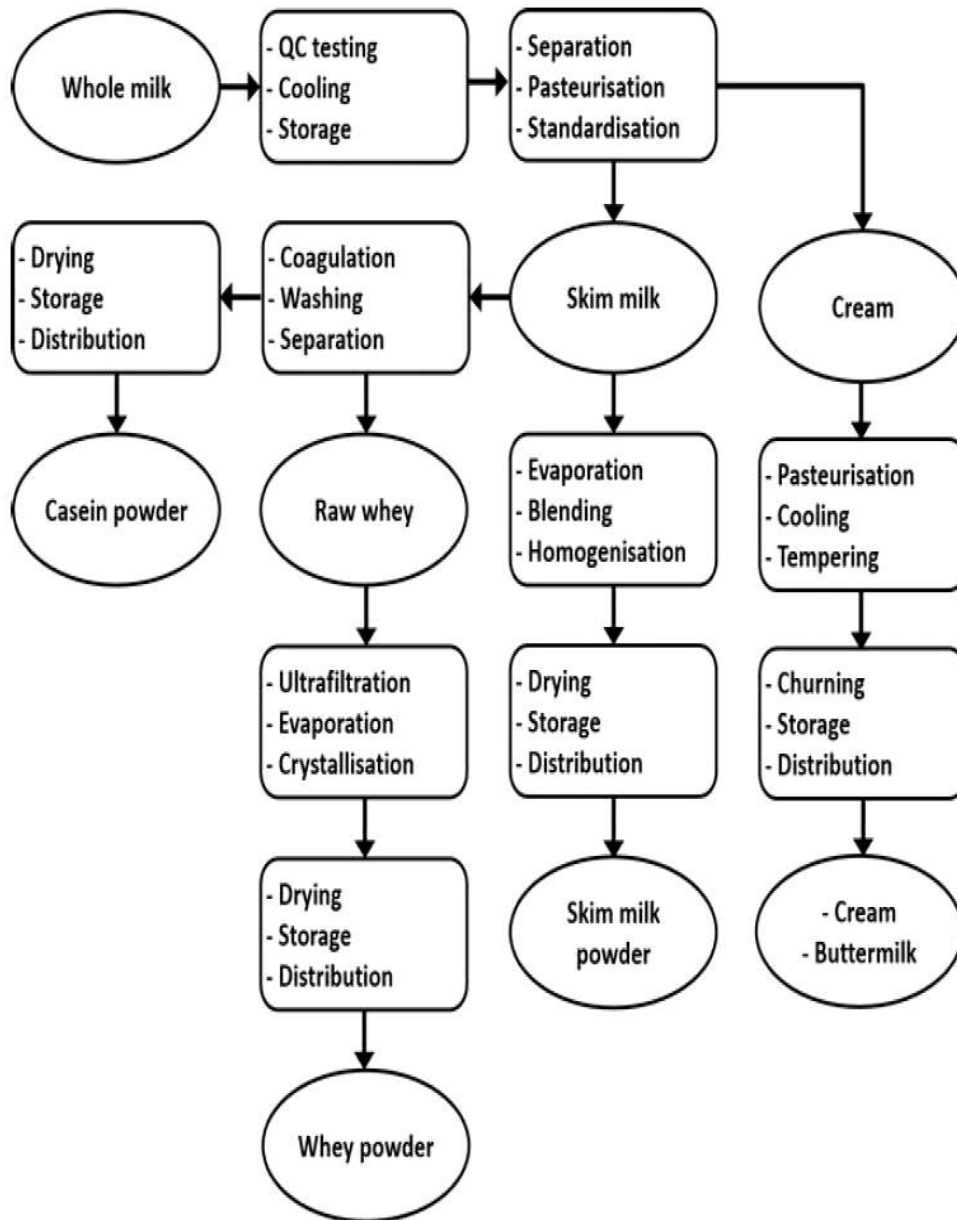 Whole milk
- QC testing
- Cooling
- Storage
- Separation
- Pasteurisation
- Standardisation
- Drying
- Storage
- Distribution
- Coagulation
- Washing
- Separation
Skim milk
Cream
Casein powder
Raw whey
- Evaporation
- Blending
- Homogenisation
- Pasteurisation
- Cooling
- Tempering
- Ultrafiltration
- Evaporation
- Crystallisation
- Drying
- Storage
- Distribution
- Churning
- Storage
- Distribution
- Drying
- Storage
- Distribution
Skim milk
powder
- Cream
- Buttermilk
Whey powder